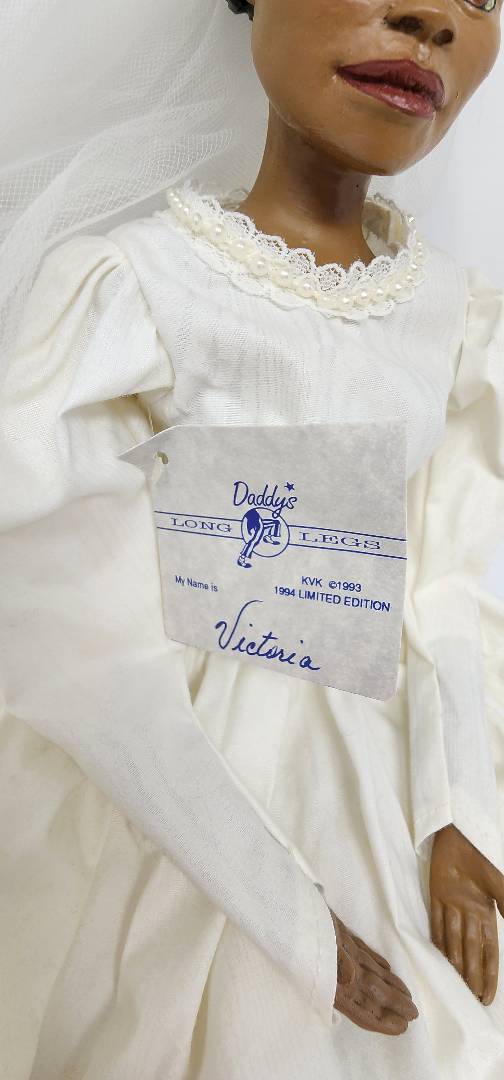 Daddy's
LONG LEGS
My Name is
KVK ©1993
1994 LIMITED EDITION
Victoria